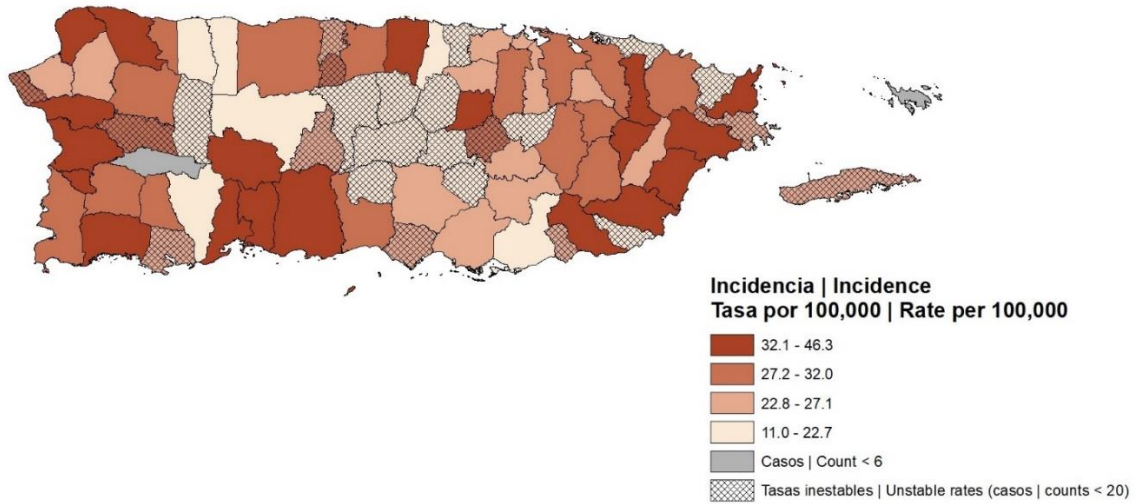 Incidencia | Incidence
Tasa por 100,000 | Rate per 100,000
32.1 - 46.3
27.2 - 32.0
22.8 - 27.1
11.0 - 22.7
Casos | Count < 6
Tasas inestables | Unstable rates (casos | counts < 20)